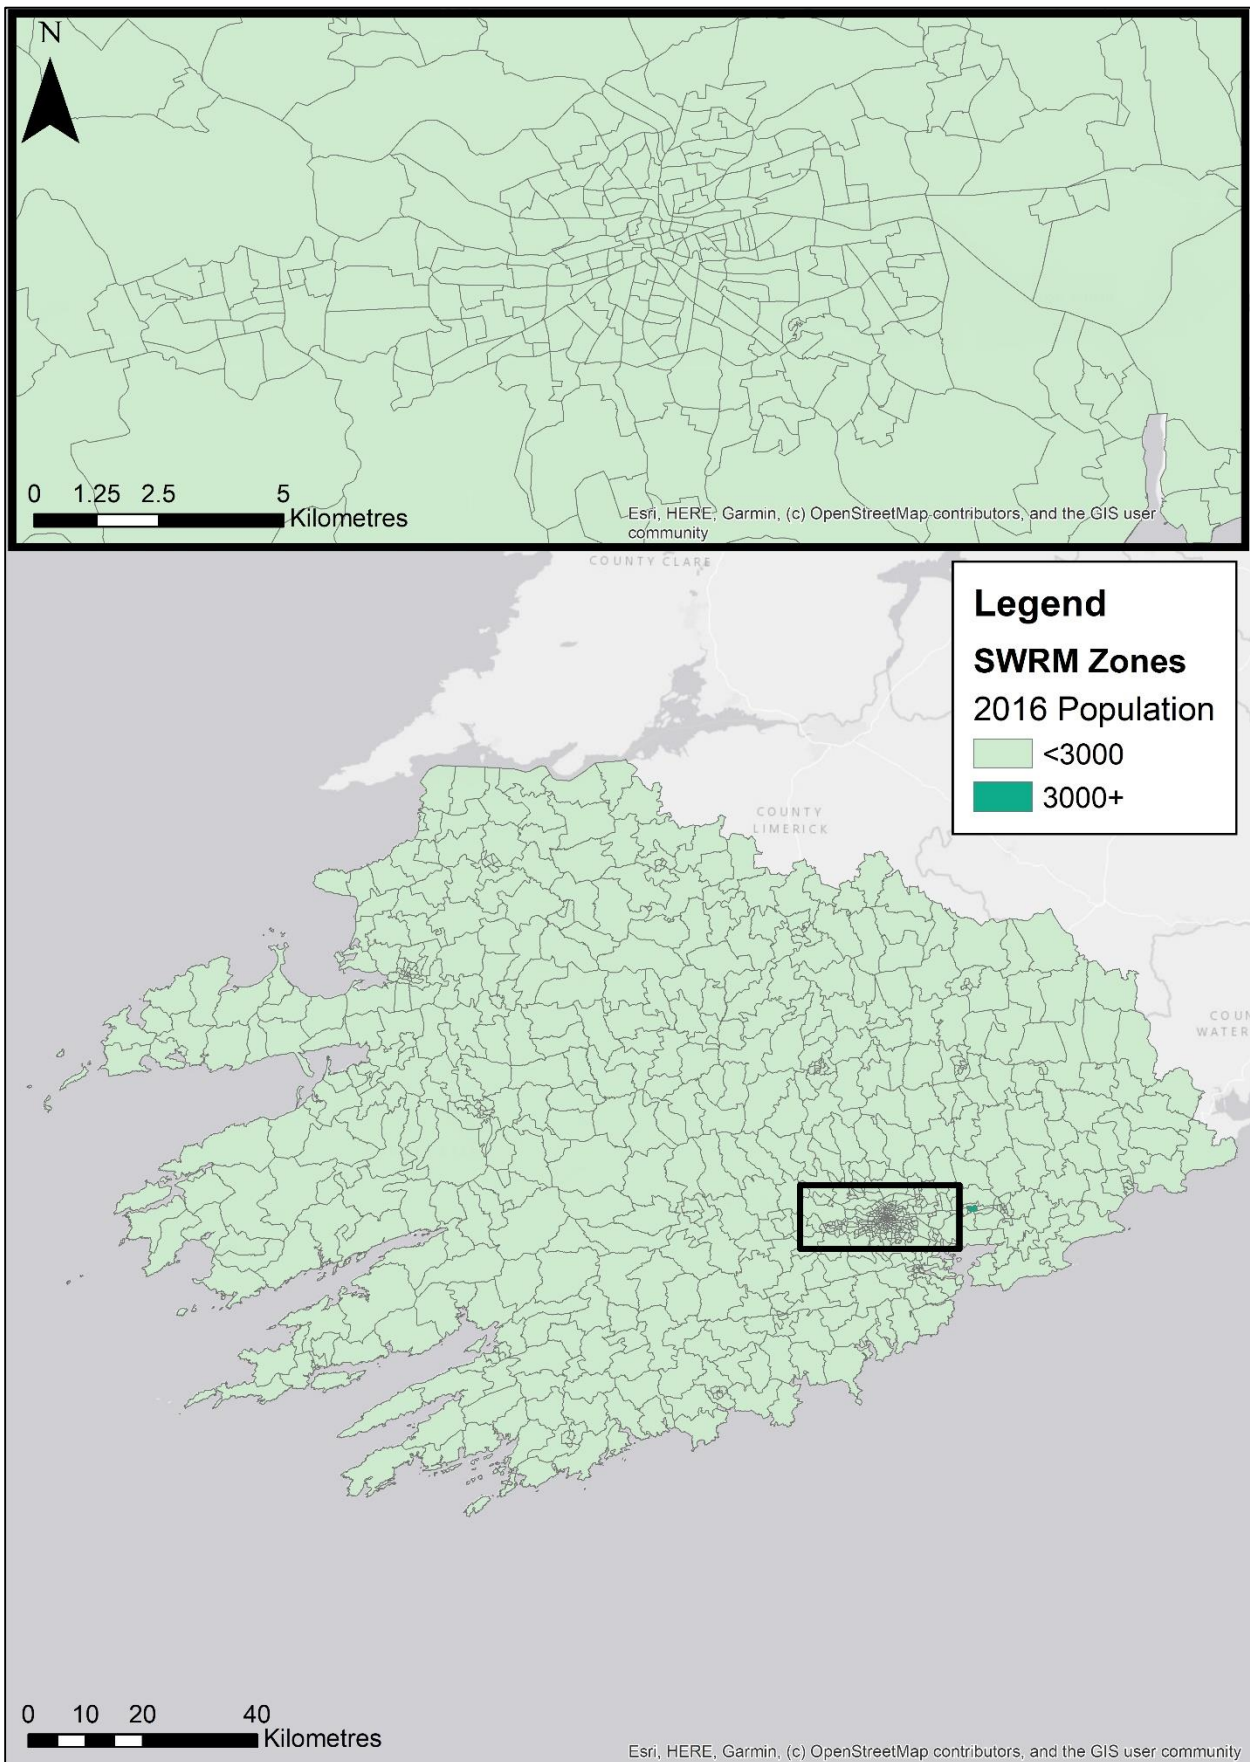 N
0 1.25 2.5 5
Kilometres
Esri, HERE, Garmin, (c) OpenStreetMap contributors, and the GIS user
community
COUNTY CLARE
Legend
SWRM Zones
2016 Population
<3000
3000+
COUNTY
LIMERICK
COUN
WATER
0 10 20 40
Kilometres
Esri, HERE, Garmin, (c) OpenStreetMap contributors, and the GIS user community